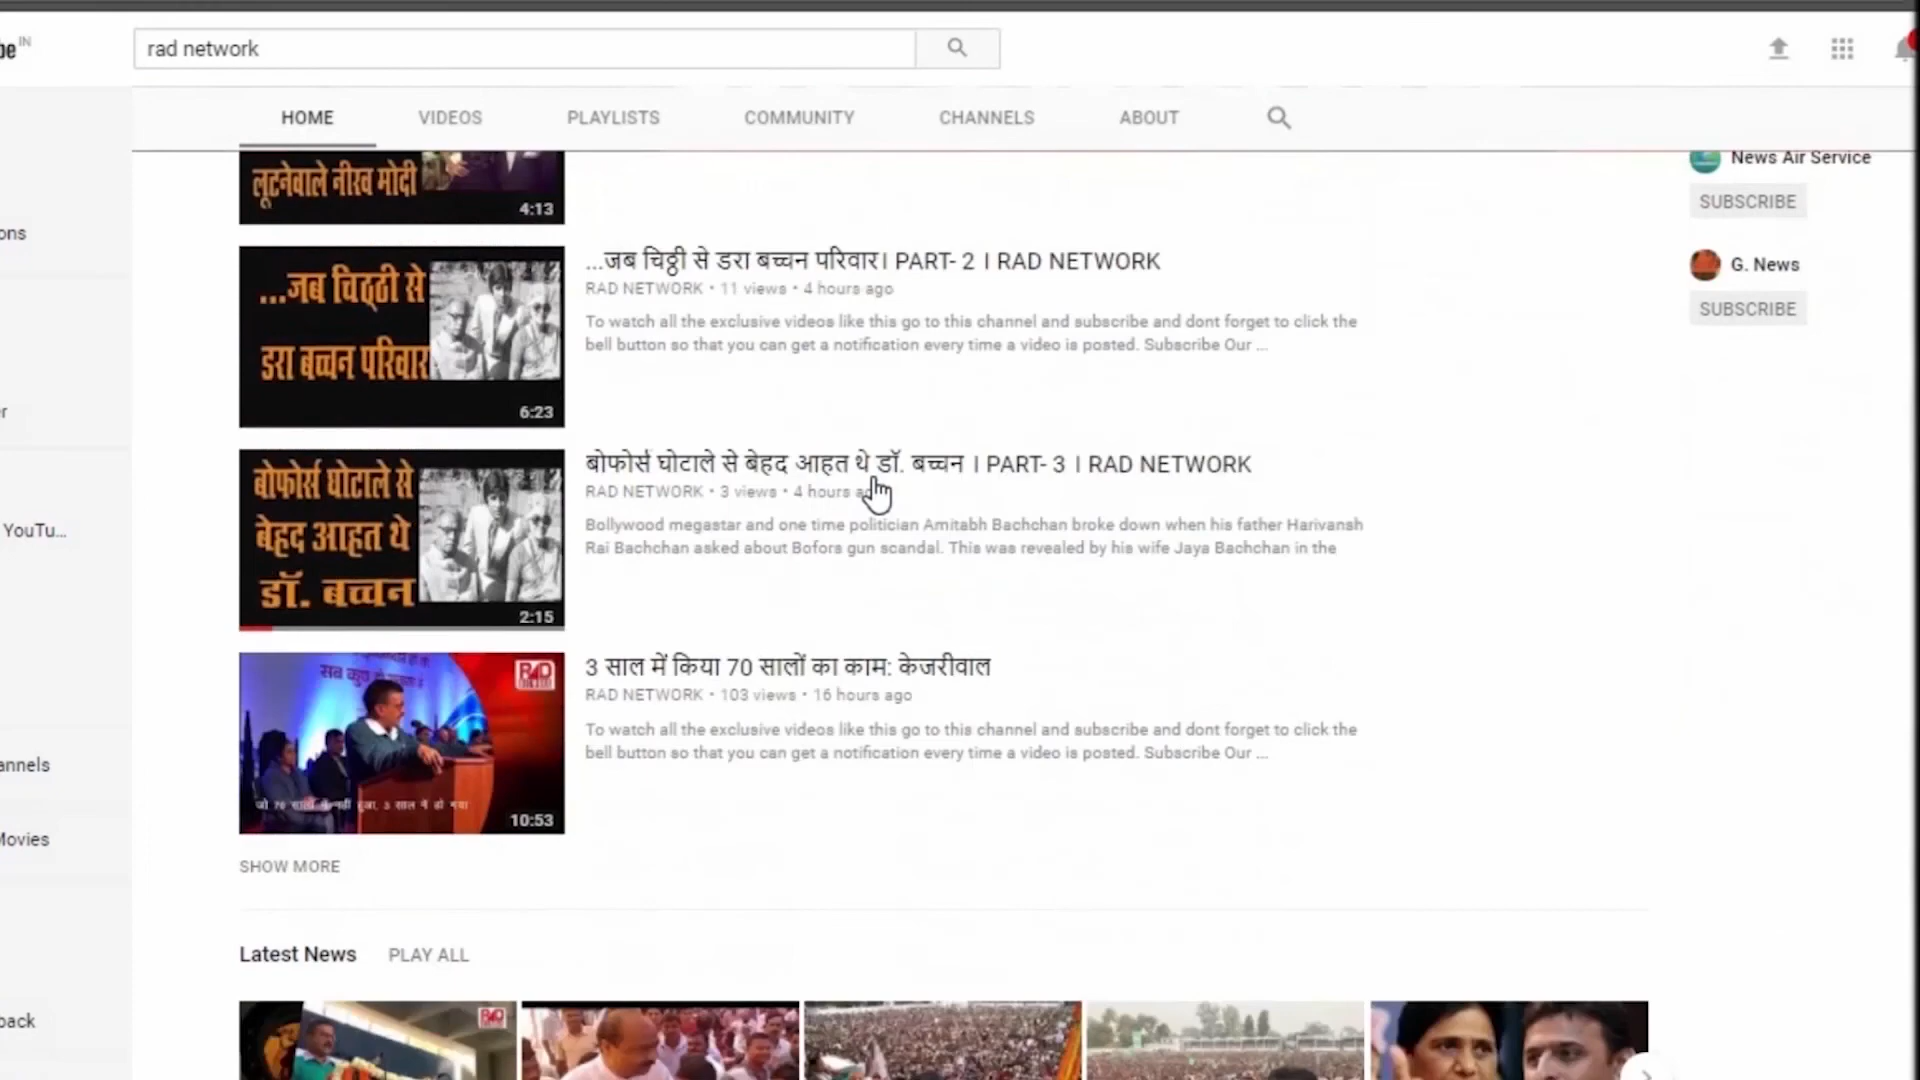 be IN
rad network
HOME VIDEOS PLAYLISTS COMMUNITY CHANNELS ABOUT
लूटनेवाले नीरव मोदी
4:13
News Air Service
SUBSCRIBE
ons
...जब चिठ्ठी से
डरा बच्चन परिवार
6:23
...जब चिठ्ठी से डरा बच्चन परिवार। PART- 2 । RAD NETWORK
RAD NETWORK • 11 views • 4 hours ago
To watch all the exclusive videos like this go to this channel and subscribe and dont forget to click the
bell button so that you can get a notification every time a video is posted. Subscribe Our ...
G. News
SUBSCRIBE
er
बोफोर्स घोटाले से
बेहद आहत थे
डॉ. बच्चन
2:15
बोफोर्स घोटाले से बेहद आहत थे डॉ. बच्चन । PART- 3 । RAD NETWORK
RAD NETWORK • 3 views • 4 hours
Bollywood megastar and one time politician Amitabh Bachchan broke down when his father Harivansh
Rai Bachchan asked about Bofors gun scandal. This was revealed by his wife Jaya Bachchan in the
YouTu...
RAD
जो 70 सालों में नहीं हुआ, 3 साल में हो गया
10:53
3 साल में किया 70 सालों का काम: केजरीवाल
RAD NETWORK • 103 views • 16 hours ago
To watch all the exclusive videos like this go to this channel and subscribe and dont forget to click the
bell button so that you can get a notification every time a video is posted. Subscribe Our ...
annels
Movies
SHOW MORE
Latest News PLAY ALL
back
RAD